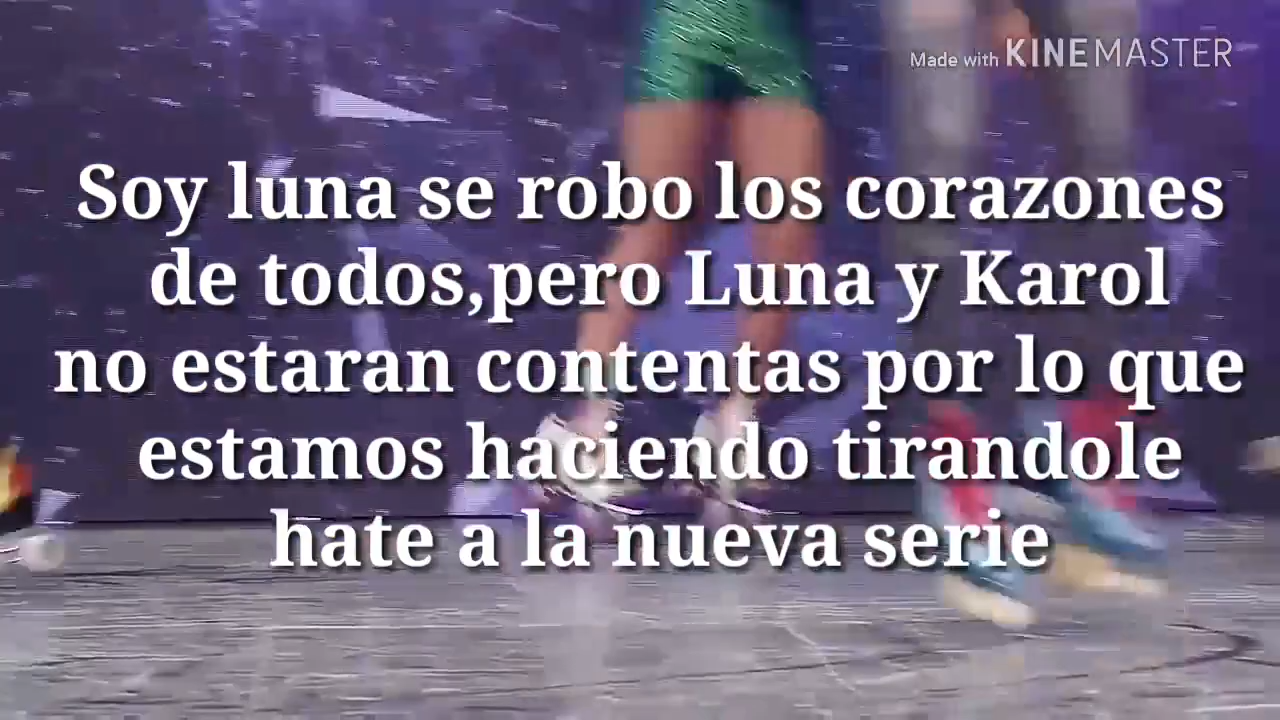 Made with KINEMASTER
Soy luna se robo los corazones
de todos,pero Luna y Karol
no estaran contentas por lo que
estamos haciendo tirandole
hate a la nueva serie